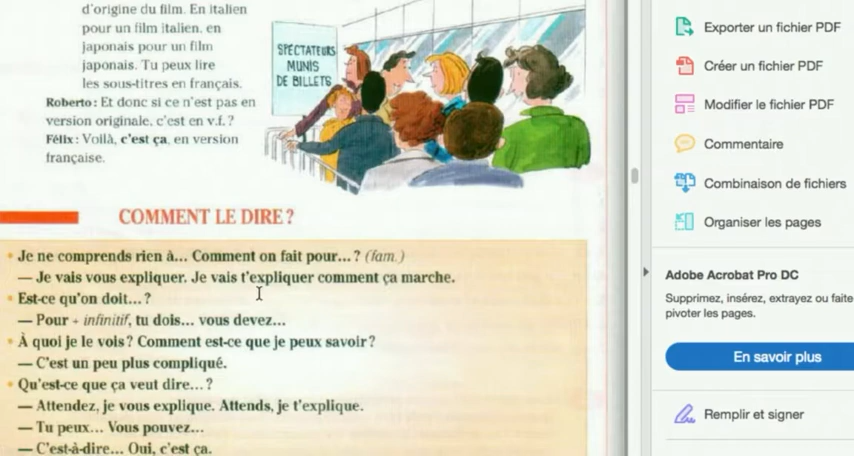 d'origine du film. En italien
pour un film italien, en
japonais pour un film
japonais. Tu peux lire
les sous-titres en français.
Roberto : Et donc si ce n'est pas en
version originale, c'est en v.f. ?
Félix : Voilà, c'est ça, en version
française.
SPECTATEURS
MUNIS
DE BILLETS
COMMENT LE DIRE ?
• Je ne comprends rien à... Comment on fait pour... ? (fam.)
— Je vais vous expliquer. Je vais t'expliquer comment ça marche.
• Est-ce qu'on doit... ?
— Pour + infinitif, tu dois... vous devez...
• À quoi je le vois ? Comment est-ce que je peux savoir ?
— C'est un peu plus compliqué.
• Qu'est-ce que ça veut dire... ?
— Attendez, je vous explique. Attends, je t'explique.
— Tu peux... Vous pouvez...
— C'est-à-dire... Oui, c'est ça.
Exporter un fichier PDF
Créer un fichier PDF
Modifier le fichier PDF
Commentaire
Combinaison de fichiers
Organiser les pages
Adobe Acrobat Pro DC
Supprimez, insérez, extrayez ou faite
pivoter les pages.
En savoir plus
Remplir et signer